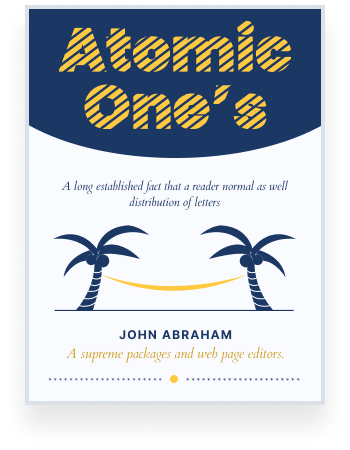 Atomic
One's
A long established fact that a reader normal as well
distribution of letters
JOHN ABRAHAM
A supreme packages and web page editors.